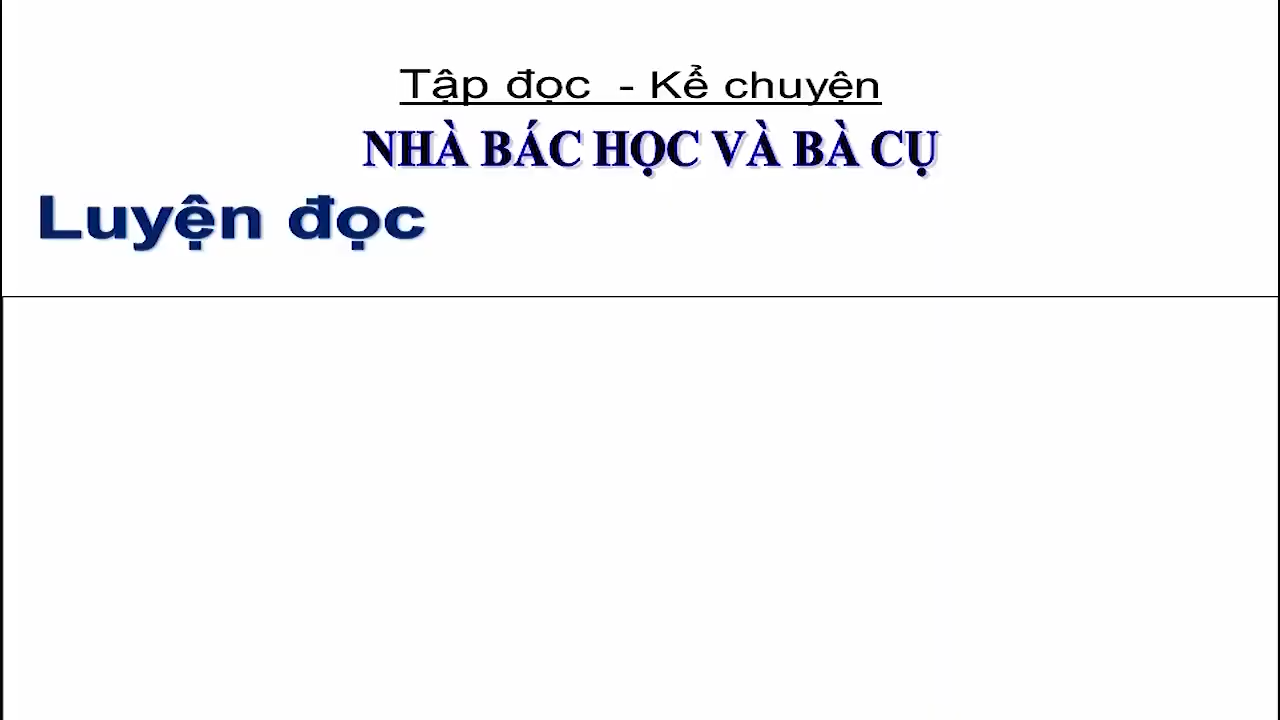 Tập đọc - Kể chuyện
NHÀ BÁC HỌC VÀ BÀ CỤ
Luyện đọc